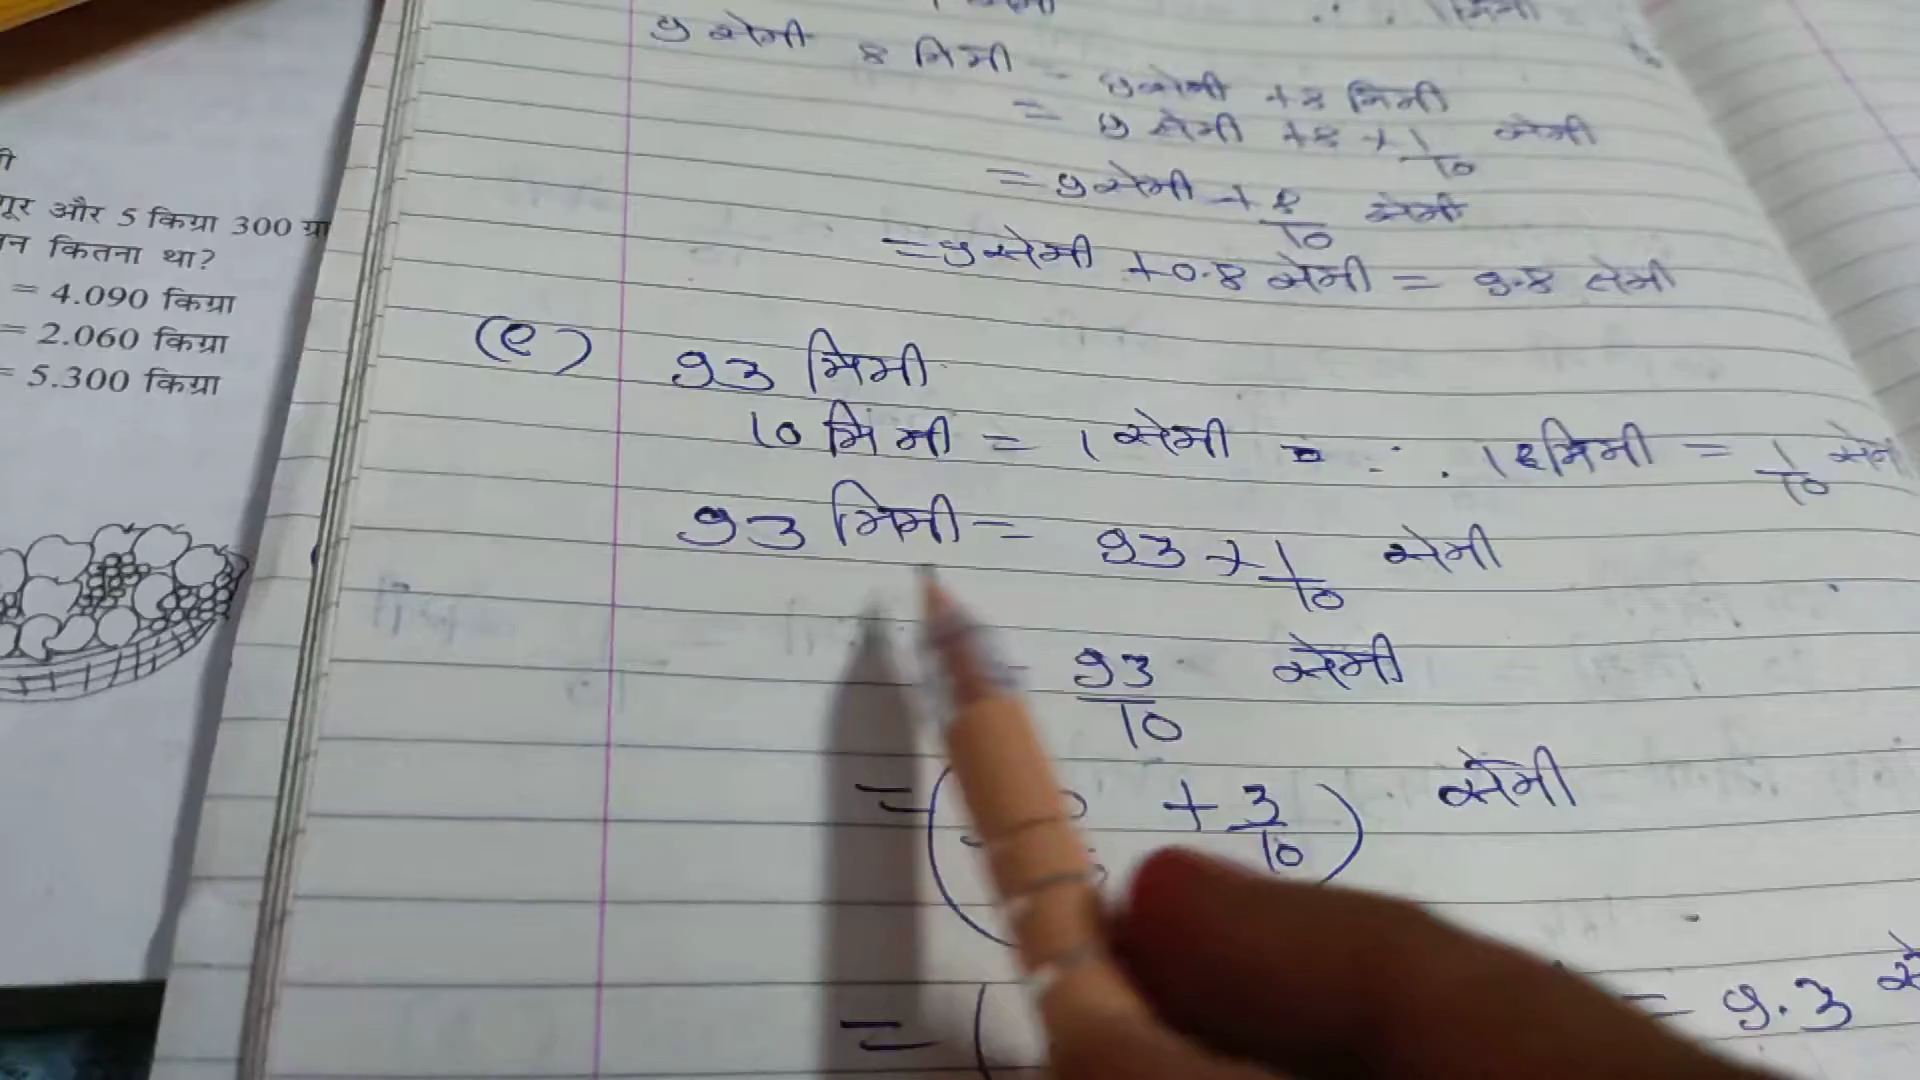 गूर और 5 किग्रा 300 ग्रा
न कितना था?
= 4.090 किग्रा
= 2.060 किग्रा
= 5.300 किग्रा
9 सेमी 8 मिमी = 9 सेमी + 8 मिमी
= 9 सेमी + 8 × 1/10 सेमी
= 9 सेमी + 8/10 सेमी
= 9 सेमी + 0.8 सेमी = 9.8 सेमी
(e) 93 मिमी
10 मिमी = 1 सेमी ∴ 1 मिमी = 1/10 सेमी
93 मिमी = 93 × 1/10 सेमी
= 93/10 सेमी
= ( + 3/10 ) सेमी
= ( = 9.3 से